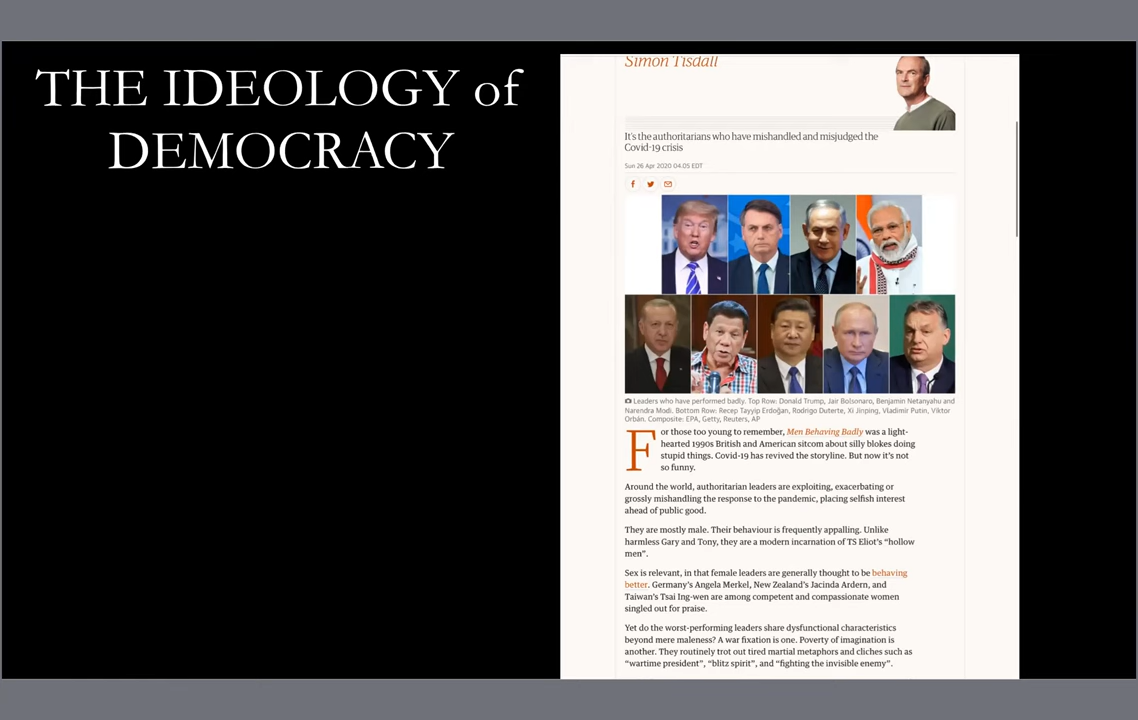 THE IDEOLOGY of
DEMOCRACY
Simon Tisdall
It's the authoritarians who have mishandled and misjudged the
Covid-19 crisis
Sun 26 Apr 2020 04.05 EDT
Leaders who have performed badly. Top Row: Donald Trump, Jair Bolsonaro, Benjamin Netanyahu and
Narendra Modi. Bottom Row: Recep Tayyip Erdoğan, Rodrigo Duterte, Xi Jinping, Vladimir Putin, Viktor
Orbán. Composite: EPA, Getty, Reuters, AP
For those too young to remember, Men Behaving Badly was a light-
hearted 1990s British and American sitcom about silly blokes doing
stupid things. Covid-19 has revived the storyline. But now it's not
so funny.
Around the world, authoritarian leaders are exploiting, exacerbating or
grossly mishandling the response to the pandemic, placing selfish interest
ahead of public good.
They are mostly male. Their behaviour is frequently appalling. Unlike
harmless Gary and Tony, they are a modern incarnation of TS Eliot's “hollow
men”.
Sex is relevant, in that female leaders are generally thought to be behaving
better. Germany's Angela Merkel, New Zealand's Jacinda Ardern, and
Taiwan's Tsai Ing-wen are among competent and compassionate women
singled out for praise.
Yet do the worst-performing leaders share dysfunctional characteristics
beyond mere maleness? A war fixation is one. Poverty of imagination is
another. They routinely trot out tired martial metaphors and cliches such as
“wartime president”, “blitz spirit”, and “fighting the invisible enemy”.